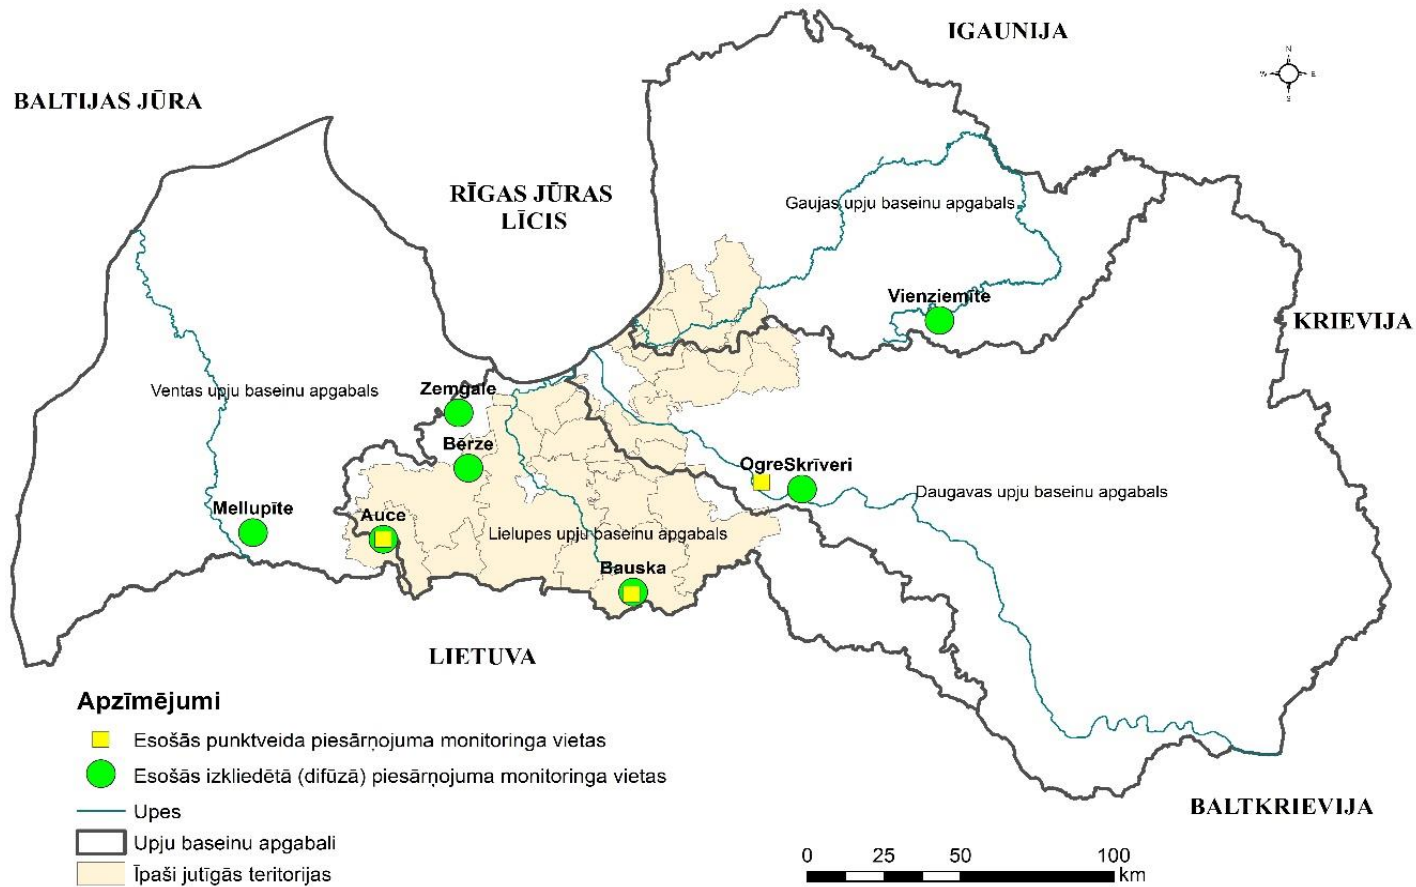 IGAUNIJA
N
W
E
S
BALTIJAS JŪRA
RĪGAS JŪRAS
LĪCIS
Gaujas upju baseinu apgabals
Vienziemīte
KRIEVIJA
Ventas upju baseinu apgabals
Zemgale
Bērze
OgreSkrīveri
Daugavas upju baseinu apgabals
Mellupīte
Auce
Lielupes upju baseinu apgabals
Bauska
LIETUVA
Apzīmējumi
Esošās punktveida piesārņojuma monitoringa vietas
Esošās izkliedētā (difūzā) piesārņojuma monitoringa vietas
Upes
Upju baseinu apgabali
Īpaši jutīgās teritorijas
BALTKRIEVIJA
0 25 50 100
km